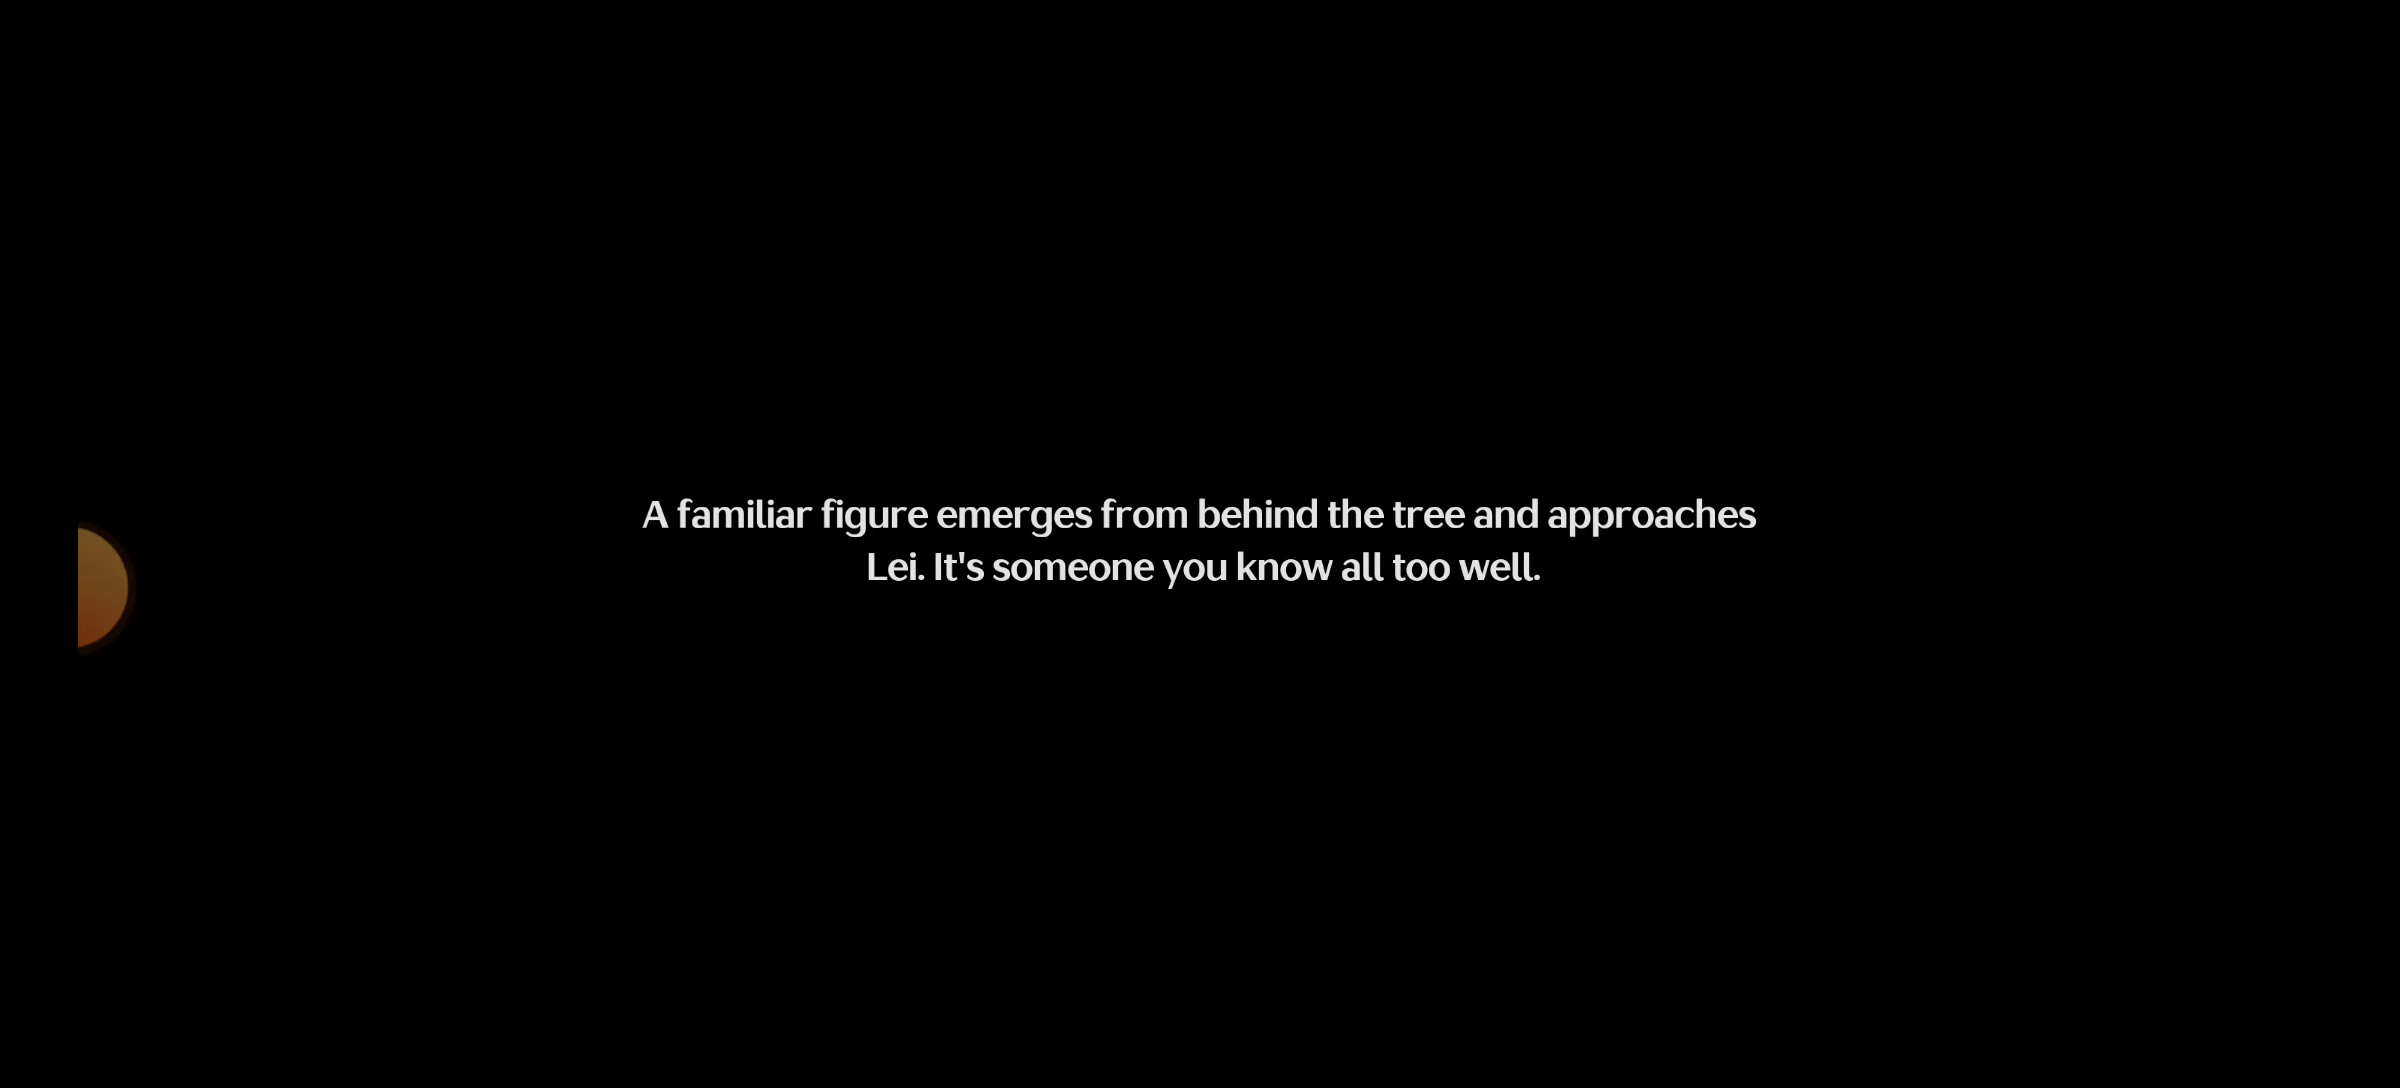 A familiar figure emerges from behind the tree and approaches
Lei. It's someone you know all too well.